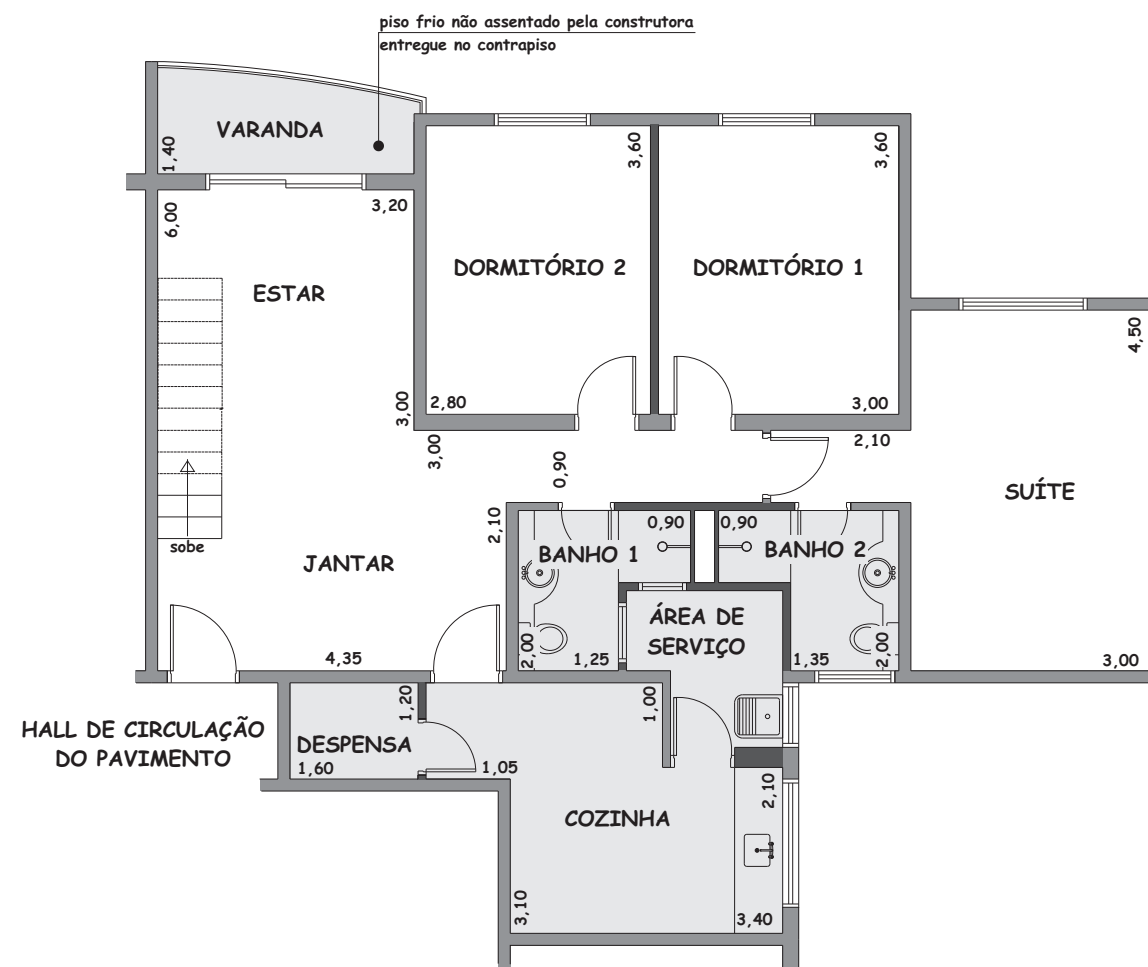 piso frio não assentado pela construtora
entregue no contrapiso
VARANDA
1,40
3,60
3,60
6,00
3,20
ESTAR
DORMITÓRIO 2
DORMITÓRIO 1
4,50
3,00
2,80
3,00
3,00
2,10
0,90
SUÍTE
2,10
sobe
JANTAR
0,90
0,90
BANHO 1
BANHO 2
ÁREA DE
SERVIÇO
4,35
2,00
1,25
1,35
2,00
3,00
HALL DE CIRCULAÇÃO
DO PAVIMENTO
1,20
1,00
DESPENSA
1,60
1,05
2,10
COZINHA
3,10
3,40